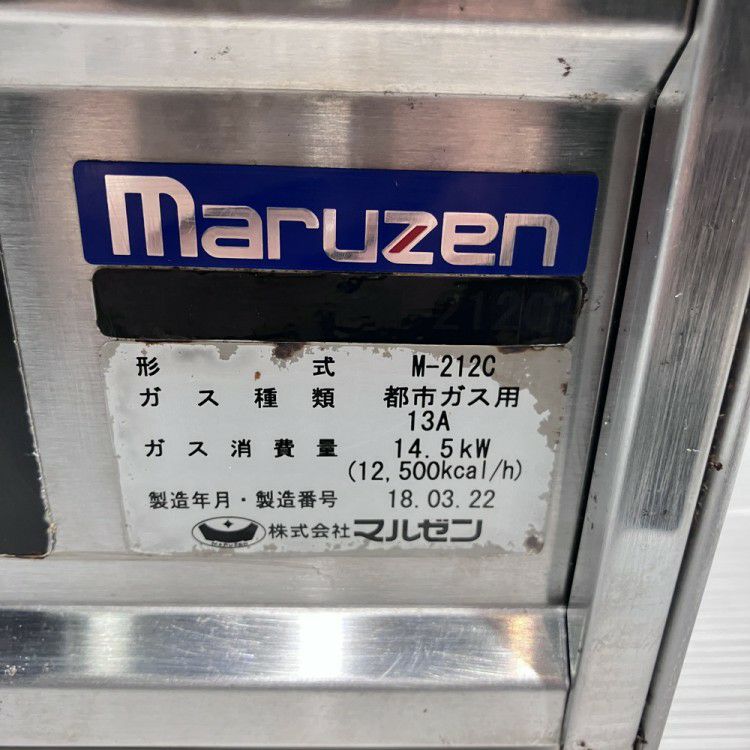 maruzen
形 式 M-212C
ガス種類 都市ガス用
13A
ガス消費量 14.5kW
(12,500kcal/h)
製造年月・製造番号 18.03.22
株式会社マルゼン